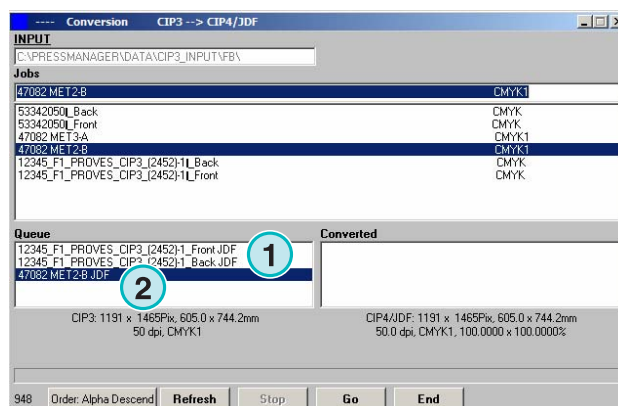 ---- Conversion CIP3 --> CIP4/JDF
INPUT
C:\PRESSMANAGER\DATA\CIP3_INPUT\FB\
Jobs
47082 MET2-B CMYK1
53342050I_Back CMYK
53342050I_Front CMYK
47082 MET3-A CMYK1
47082 MET2-B CMYK1
12345_F1_PROVES_CIP3_(2452)-1I_Back CMYK
12345_F1_PROVES_CIP3_(2452)-1I_Front CMYK
Queue Converted
12345_F1_PROVES_CIP3_(2452)-1_Front JDF
12345_F1_PROVES_CIP3_(2452)-1_Back JDF
1
47082 MET2-B JDF
2
CIP3: 1191 x 1465Pix, 605.0 x 744.2mm CIP4/JDF: 1191 x 1465Pix, 605.0 x 744.2mm
50 dpi, CMYK1 50.0 dpi, CMYK1, 100.0000 x 100.0000%
948 Order: Alpha Descend Refresh Stop Go End